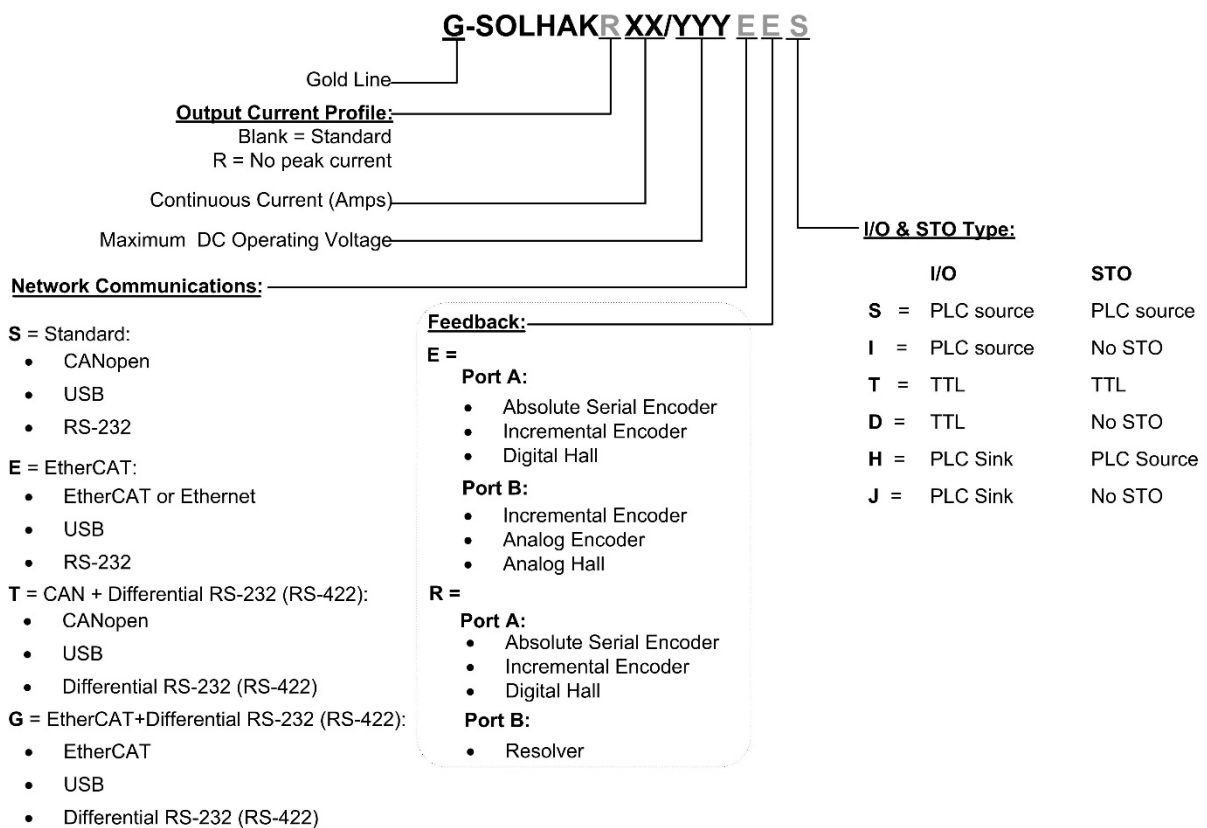 G-SOLHAKR XX/YYY E E S
Gold Line
Output Current Profile:
Blank = Standard
R = No peak current
Continuous Current (Amps)
Maximum DC Operating Voltage
Network Communications:
S = Standard:
• CANopen
• USB
• RS-232
E = EtherCAT:
• EtherCAT or Ethernet
• USB
• RS-232
T = CAN + Differential RS-232 (RS-422):
• CANopen
• USB
• Differential RS-232 (RS-422)
G = EtherCAT+Differential RS-232 (RS-422):
• EtherCAT
• USB
• Differential RS-232 (RS-422)
Feedback:
E =
Port A:
• Absolute Serial Encoder
• Incremental Encoder
• Digital Hall
Port B:
• Incremental Encoder
• Analog Encoder
• Analog Hall
R =
Port A:
• Absolute Serial Encoder
• Incremental Encoder
• Digital Hall
Port B:
• Resolver
I/O & STO Type:
I/O STO
S = PLC source PLC source
I = PLC source No STO
T = TTL TTL
D = TTL No STO
H = PLC Sink PLC Source
J = PLC Sink No STO